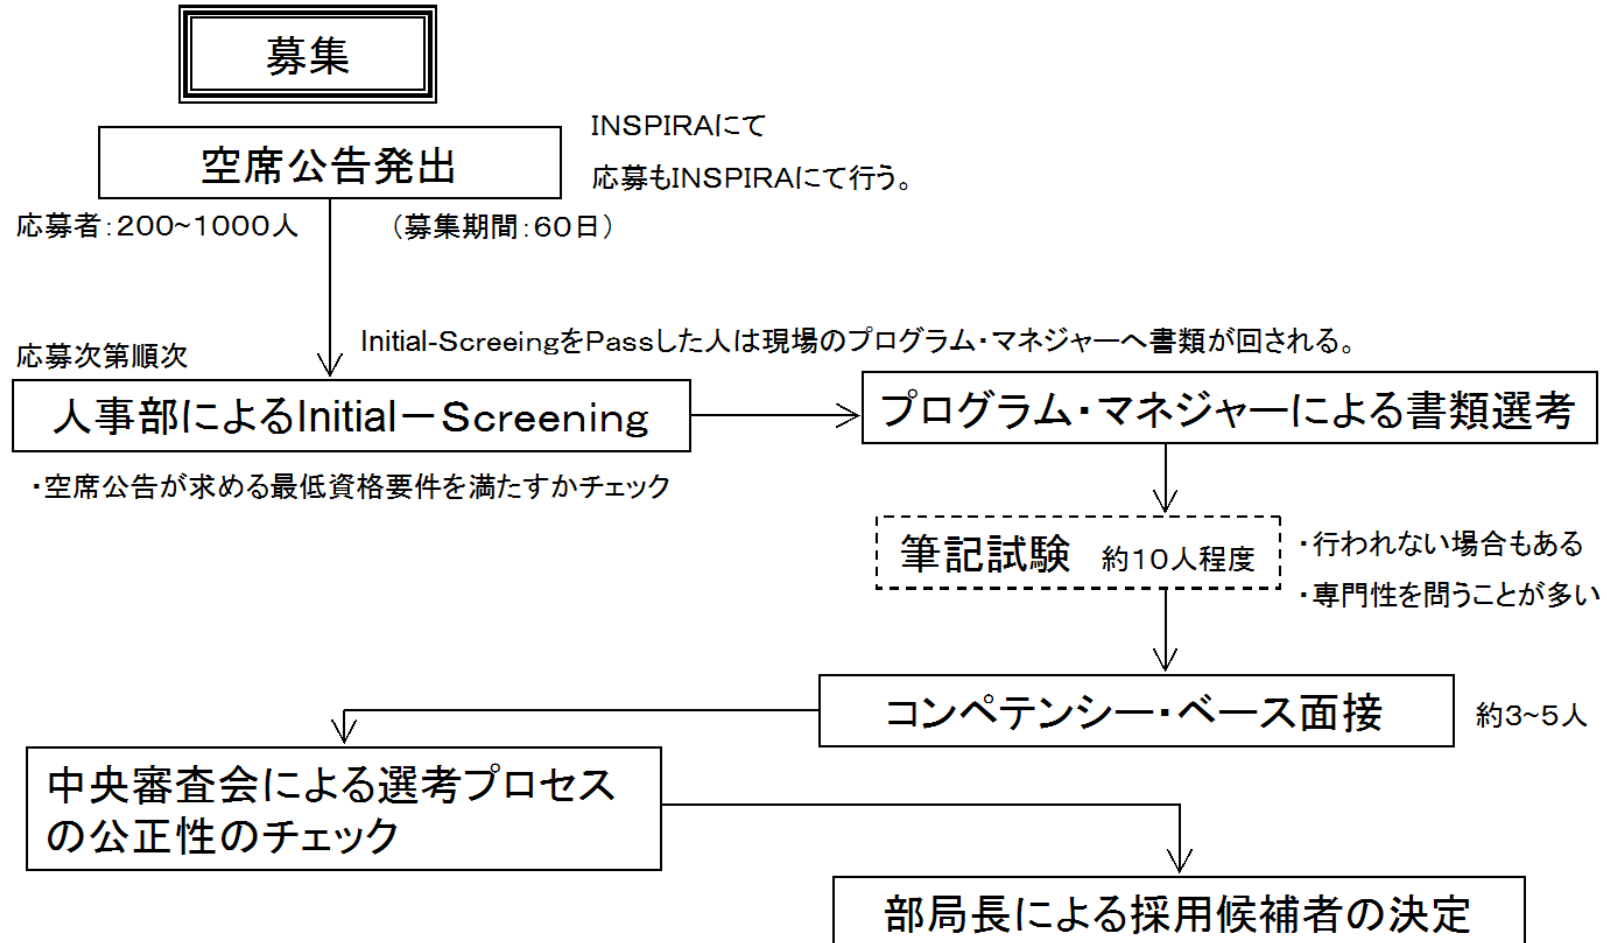 募集
空席公告発出
INSPIRAにて
応募もINSPIRAにて行う。
応募者:200~1000人
(募集期間:60日)
Initial-ScreeingをPassした人は現場のプログラム・マネジャーへ書類が回される。
応募次第順次
人事部によるInitial-Screening
プログラム・マネジャーによる書類選考
・空席公告が求める最低資格要件を満たすかチェック
筆記試験 約10人程度
・行われない場合もある
・専門性を問うことが多い
コンペテンシー・ベース面接
約3~5人
中央審査会による選考プロセス
の公正性のチェック
部局長による採用候補者の決定